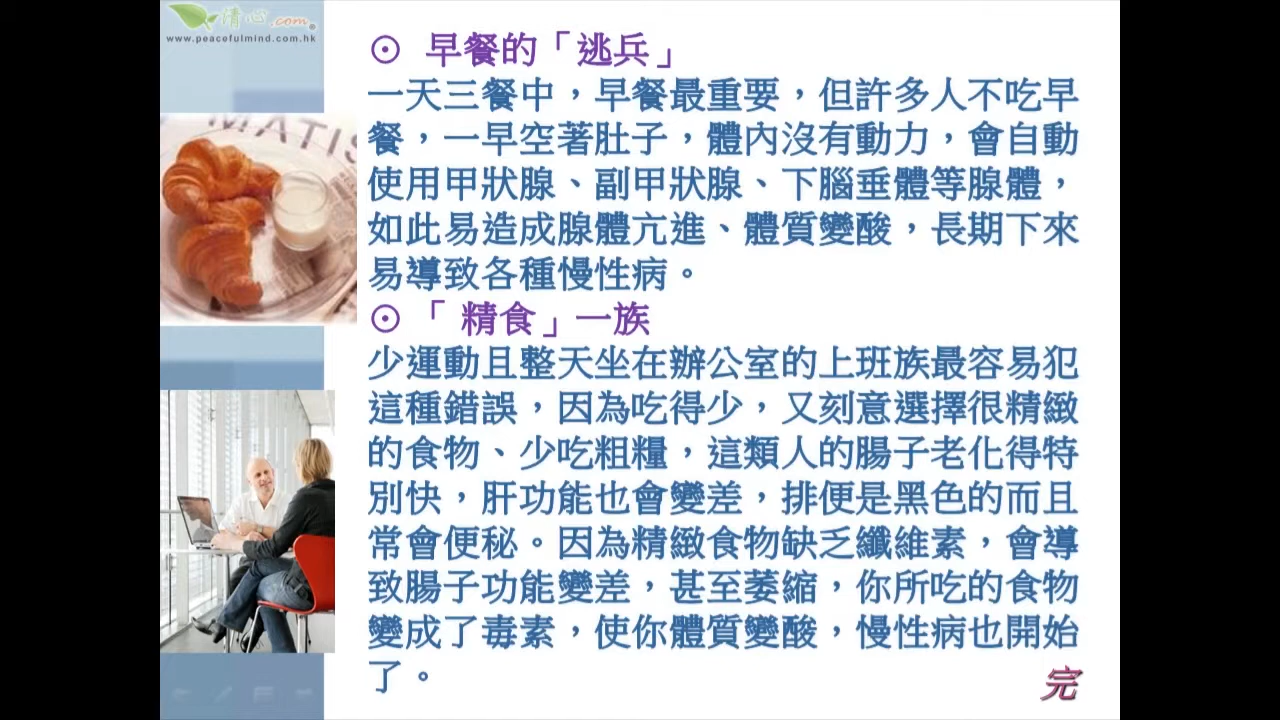 情心.com®
www.peacefulmind.com.hk
MATIS
⊙ 早餐的「逃兵」
一天三餐中，早餐最重要，但許多人不吃早
餐，一早空著肚子，體內沒有動力，會自動
使用甲狀腺、副甲狀腺、下腦垂體等腺體，
如此易造成腺體亢進、體質變酸，長期下來
易導致各種慢性病。
⊙「 精食」一族
少運動且整天坐在辦公室的上班族最容易犯
這種錯誤，因為吃得少，又刻意選擇很精緻
的食物、少吃粗糧，這類人的腸子老化得特
別快，肝功能也會變差，排便是黑色的而且
常會便秘。因為精緻食物缺乏纖維素，會導
致腸子功能變差，甚至萎縮，你所吃的食物
變成了毒素，使你體質變酸，慢性病也開始
了。
完